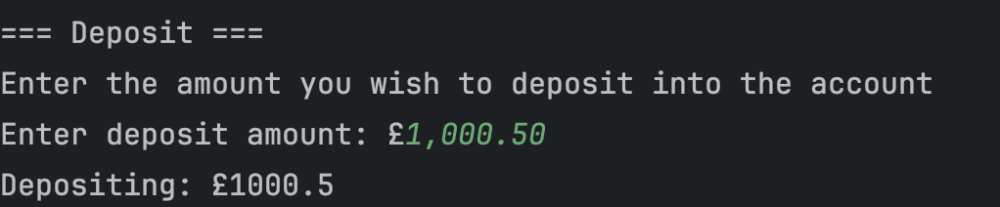 === Deposit ===
Enter the amount you wish to deposit into the account
Enter deposit amount: £1,000.50
Depositing: £1000.5